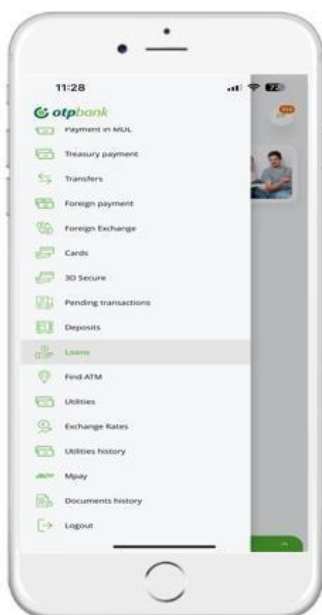 11:28
73
otpbank
Payment in MDL
Treasury payment
Transfers
Foreign payment
Foreign Exchange
Cards
3D Secure
Pending transactions
Deposits
Loans
Find ATM
Utilities
Exchange Rates
Utilities history
Mpay
Documents history
Logout